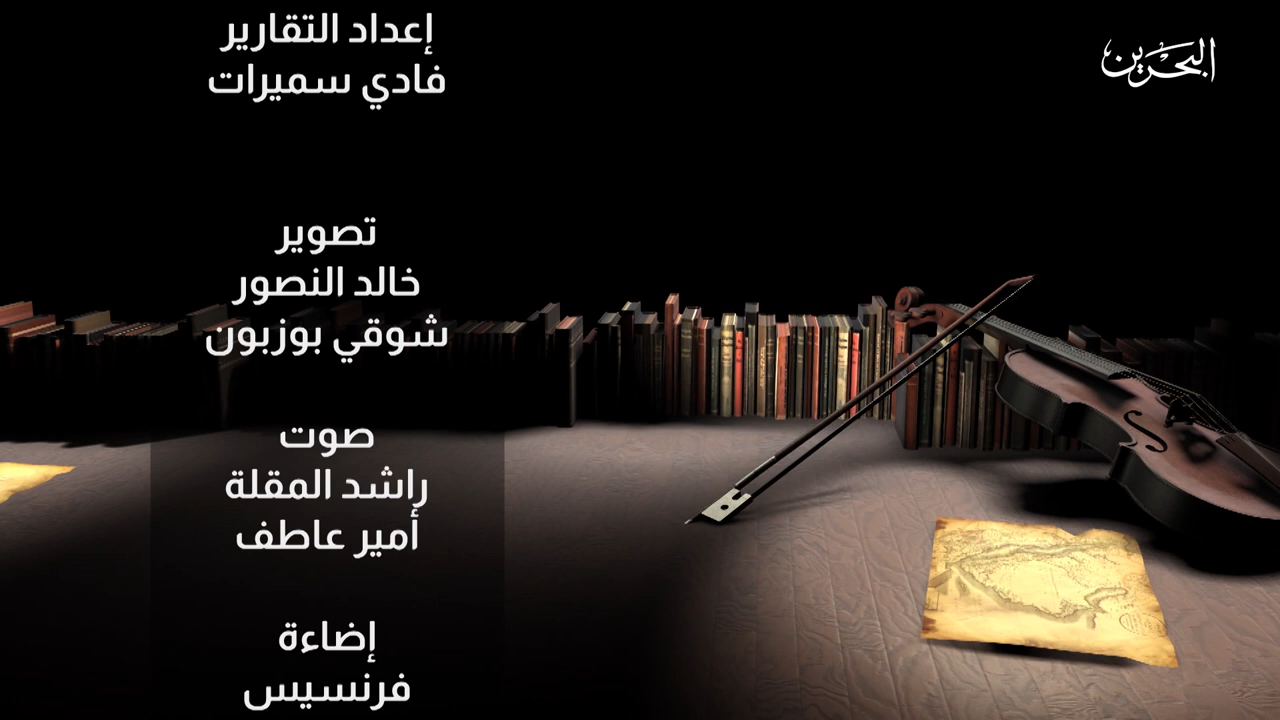 إعداد التقارير
فادي سميرات
البحرين
تصوير
خالد النصور
شوقي بوزبون
صوت
راشد المقلة
أمير عاطف
إضاءة
فرنسيس